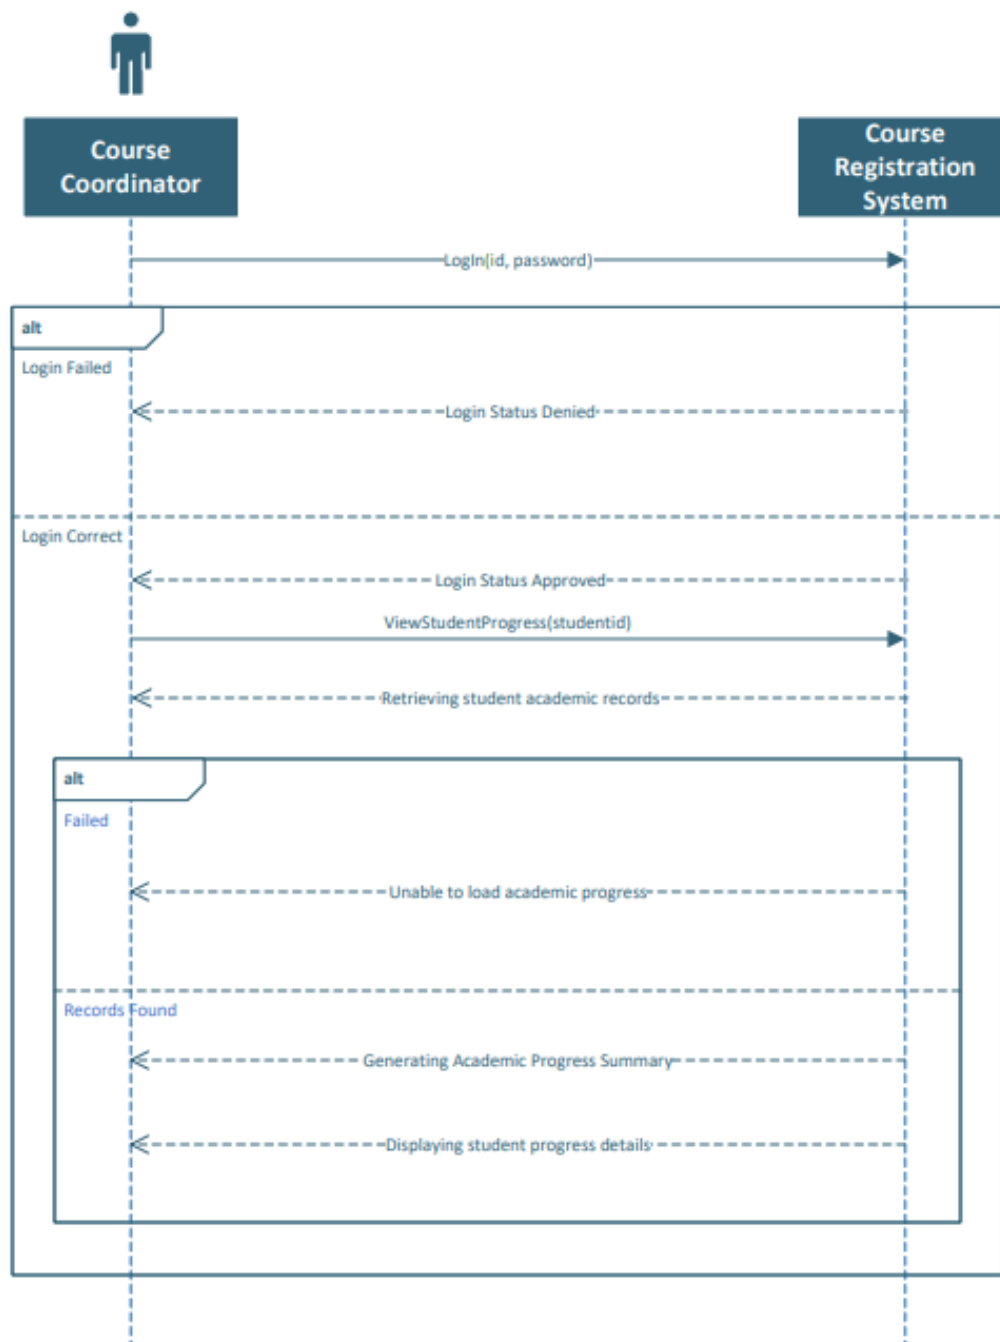 Course
Coordinator
Course
Registration
System
LogIn(id, password)
alt
Login Failed
Login Status Denied
Login Correct
Login Status Approved
ViewStudentProgress(studentid)
Retrieving student academic records
alt
Failed
Unable to load academic progress
Records Found
Generating Academic Progress Summary
Displaying student progress details